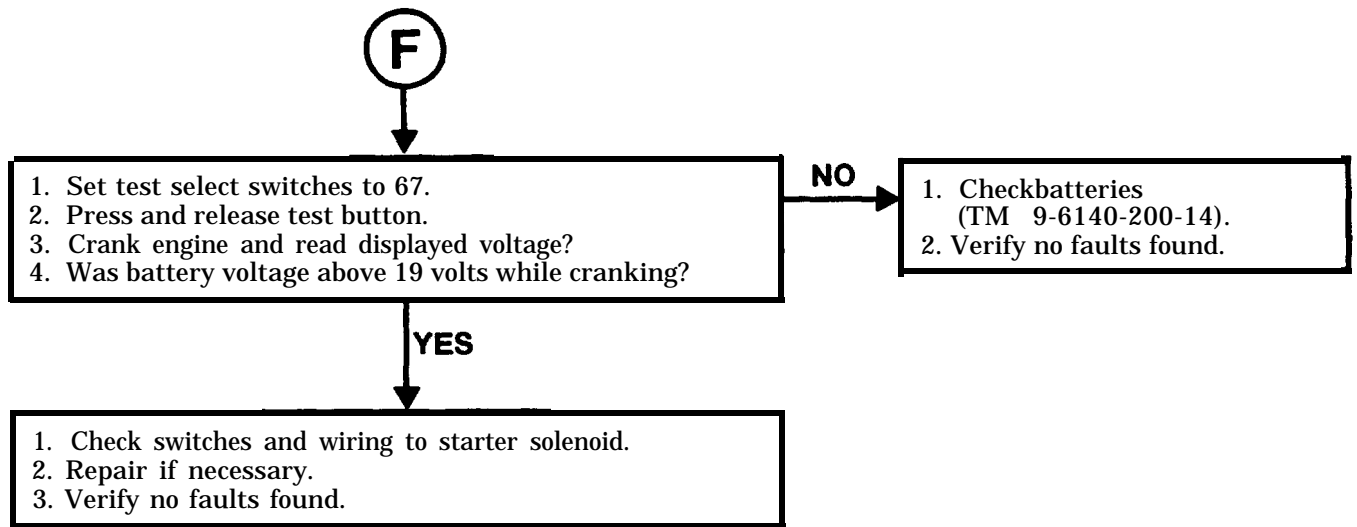 F
1. Set test select switches to 67.
2. Press and release test button.
3. Crank engine and read displayed voltage?
4. Was battery voltage above 19 volts while cranking?
NO
1. Checkbatteries
(TM 9-6140-200-14).
2. Verify no faults found.
YES
1. Check switches and wiring to starter solenoid.
2. Repair if necessary.
3. Verify no faults found.